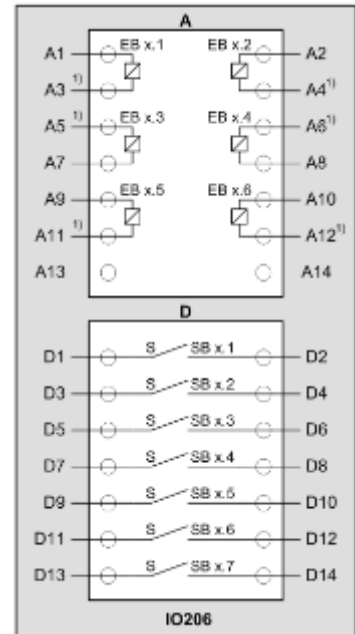 A
A1 EB x.1 EB x.2 A2
A3 1) A4 1)
A5 1) EB x.3 EB x.4 A6 1)
A7 A8
A9 EB x.5 EB x.6 A10
A11 1) A12 1)
A13 A14
D
D1 S SB x.1 D2
D3 S SB x.2 D4
D5 S SB x.3 D6
D7 S SB x.4 D8
D9 S SB x.5 D10
D11 S SB x.6 D12
D13 S SB x.7 D14
IO206